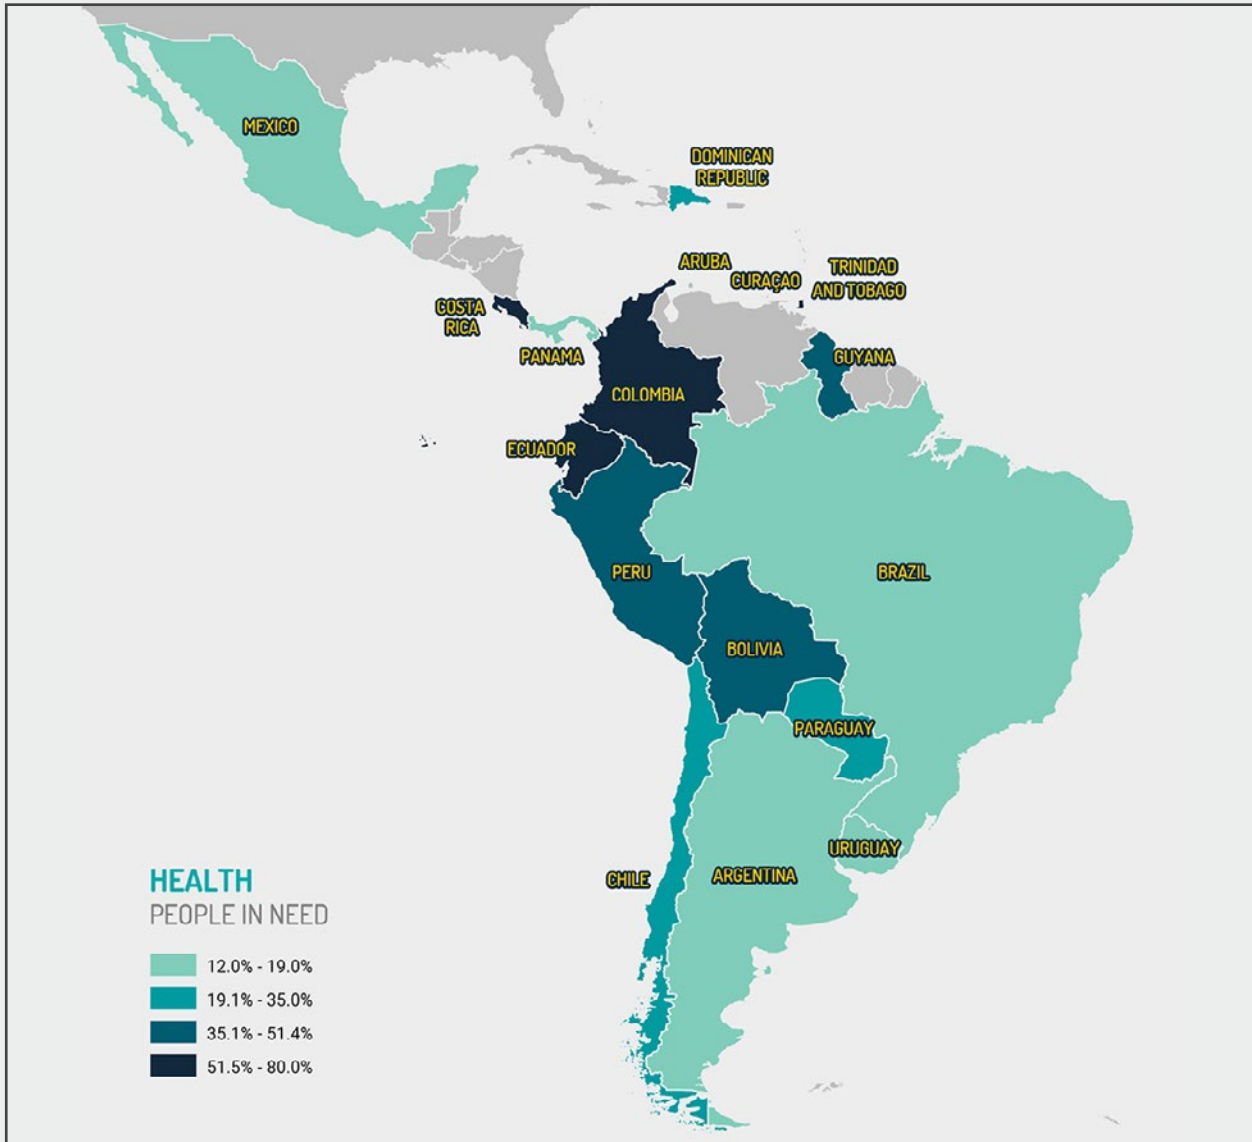 MEXICO
DOMINICAN
REPUBLIC
ARUBA
CURAÇAO
TRINIDAD
AND TOBAGO
COSTA
RICA
PANAMA
GUYANA
COLOMBIA
ECUADOR
PERU
BRAZIL
BOLIVIA
PARAGUAY
URUGUAY
CHILE
ARGENTINA
HEALTH
PEOPLE IN NEED
12.0% - 19.0%
19.1% - 35.0%
35.1% - 51.4%
51.5% - 80.0%